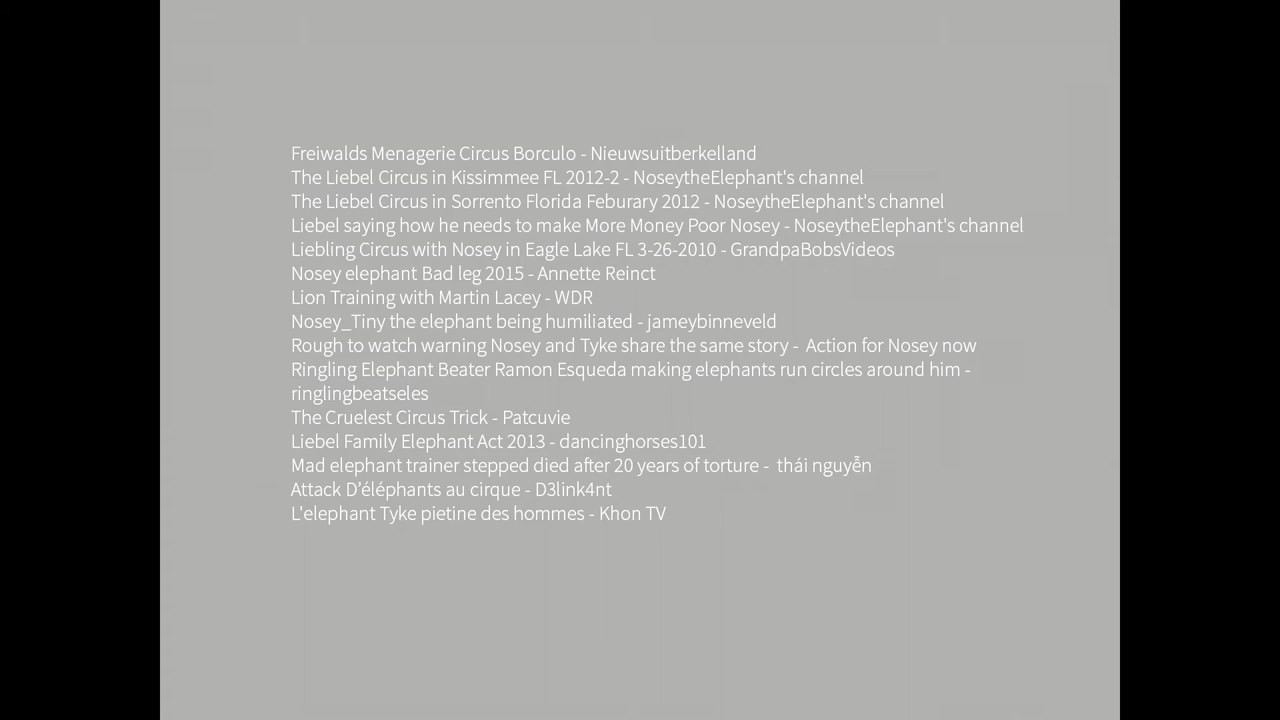 Freiwalds Menagerie Circus Borculo - Nieuwsuitberkelland
The Liebel Circus in Kissimmee FL 2012-2 - NoseytheElephant's channel
The Liebel Circus in Sorrento Florida Feburary 2012 - NoseytheElephant's channel
Liebel saying how he needs to make More Money Poor Nosey - NoseytheElephant's channel
Liebling Circus with Nosey in Eagle Lake FL 3-26-2010 - GrandpaBobsVideos
Nosey elephant Bad leg 2015 - Annette Reinct
Lion Training with Martin Lacey - WDR
Nosey_Tiny the elephant being humiliated - jameybinneveld
Rough to watch warning Nosey and Tyke share the same story -  Action for Nosey now
Ringling Elephant Beater Ramon Esqueda making elephants run circles around him -
ringlingbeatseles
The Cruelest Circus Trick - Patcuvie
Liebel Family Elephant Act 2013 - dancinghorses101
Mad elephant trainer stepped died after 20 years of torture -  thái nguyễn
Attack D’éléphants au cirque - D3link4nt
L'elephant Tyke pietine des hommes - Khon TV